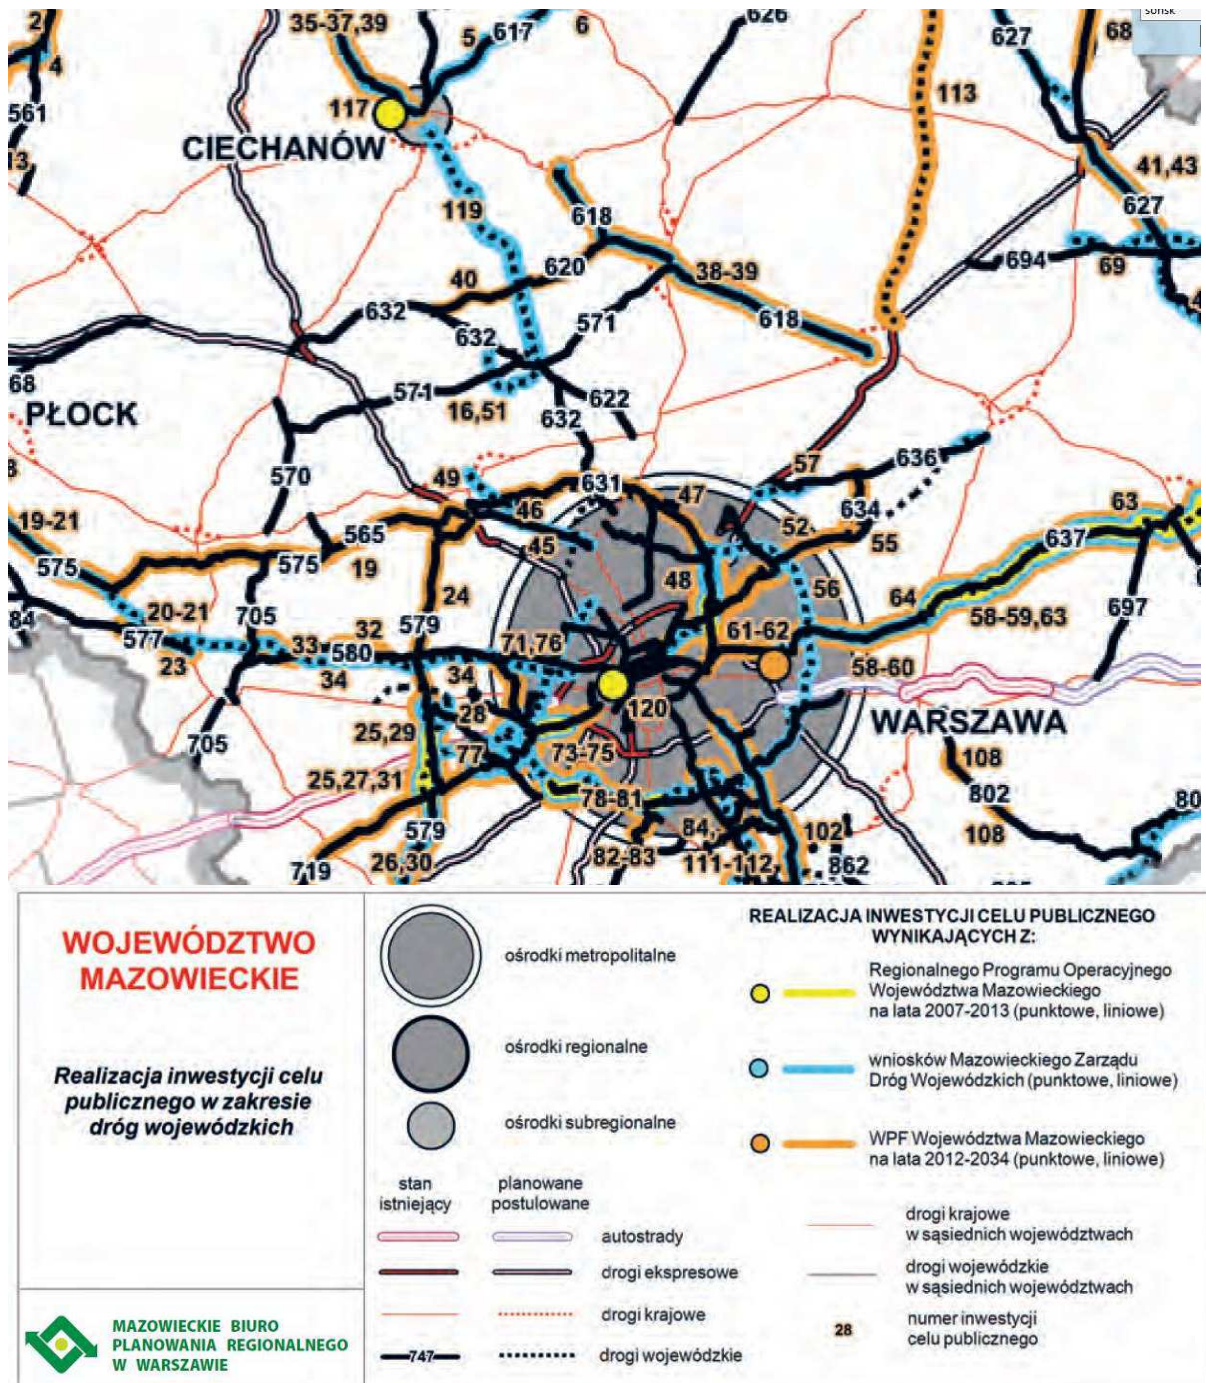 sońsk
35-37,39
5
617
6
626
627
68
2
4
117
113
561
CIECHANÓW
41,43
119
618
627
620
38-39
694
69
40
632
618
571
632
68
571
622
PŁOCK
16,51
632
57
636
49
631
47
570
46
634
63
19-21
565
52
45
55
637
575
575
19
48
24
56
64
20-21
705
697
84
577
579
58-59,63
32
61-62
33
580
71,76
23
34
34
58-60
120
28
WARSZAWA
25,29
705
77
73-75
108
25,27,31
78-81
802
80
579
84,
102
108
719
26,30
82-83
111-112
862
WOJEWÓDZTWO
MAZOWIECKIE
Realizacja inwestycji celu
publicznego w zakresie
dróg wojewódzkich
MAZOWIECKIE BIURO
PLANOWANIA REGIONALNEGO
W WARSZAWIE
ośrodki metropolitalne
ośrodki regionalne
ośrodki subregionalne
stan
istniejący
planowane
postulowane
autostrady
drogi ekspresowe
drogi krajowe
747
drogi wojewódzkie
REALIZACJA INWESTYCJI CELU PUBLICZNEGO
WYNIKAJĄCYCH Z:
Regionalnego Programu Operacyjnego
Województwa Mazowieckiego
na lata 2007-2013 (punktowe, liniowe)
wniosków Mazowieckiego Zarządu
Dróg Wojewódzkich (punktowe, liniowe)
WPF Województwa Mazowieckiego
na lata 2012-2034 (punktowe, liniowe)
drogi krajowe
w sąsiednich województwach
drogi wojewódzkie
w sąsiednich województwach
28
numer inwestycji
celu publicznego